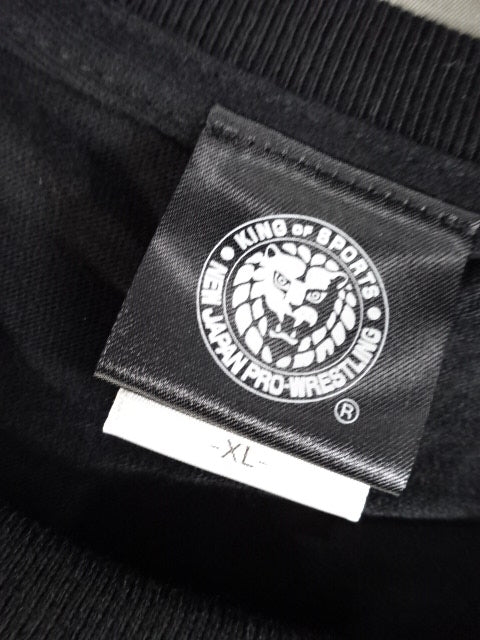 KING OF SPORTS
NEW JAPAN PRO-WRESTLING
®
-XL-